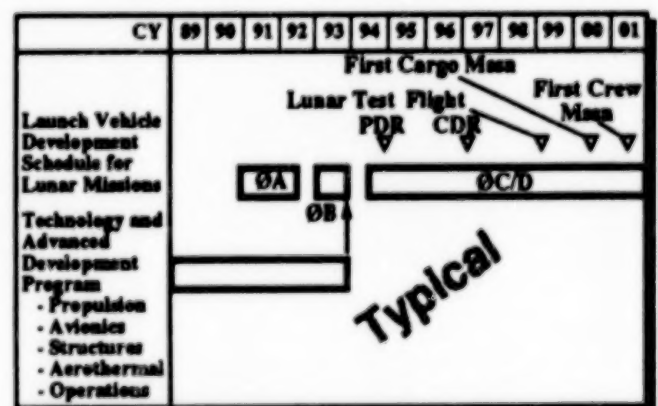 CY 89 90 91 92 93 94 95 96 97 98 99 00 01
First Cargo Massa
First Crew
Massa
Lunar Test Flight
PDR CDR
Launch Vehicle
Development
Schedule for
Lunar Missions
ØA
ØC/D
ØB
Technology and
Advanced
Development
Program
- Propulsion
- Avionics
- Structures
- Aerothermal
- Operations
Typical